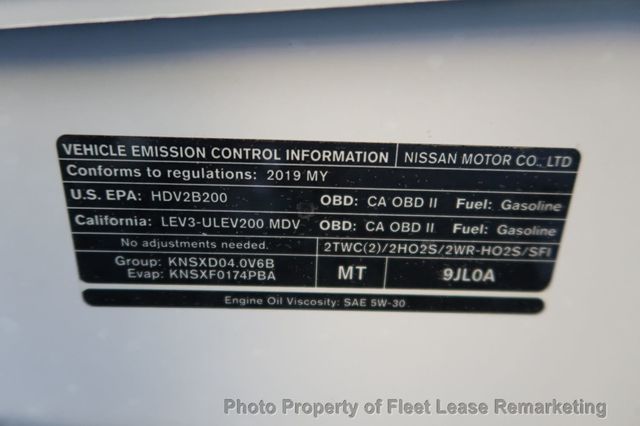 VEHICLE EMISSION CONTROL INFORMATION NISSAN MOTOR CO., LTD
Conforms to regulations: 2019 MY
U.S. EPA: HDV2B200 OBD: CA OBD II Fuel: Gasoline
California: LEV3-ULEV200 MDV OBD: CA OBD II Fuel: Gasoline
No adjustments needed. 2TWC(2)/2HO2S/2WR-HO2S/SFI
Group: KNSXD04.0V6B
Evap: KNSXF0174PBA MT 9JL0A
Engine Oil Viscosity: SAE 5W-30
Photo Property of Fleet Lease Remarketing